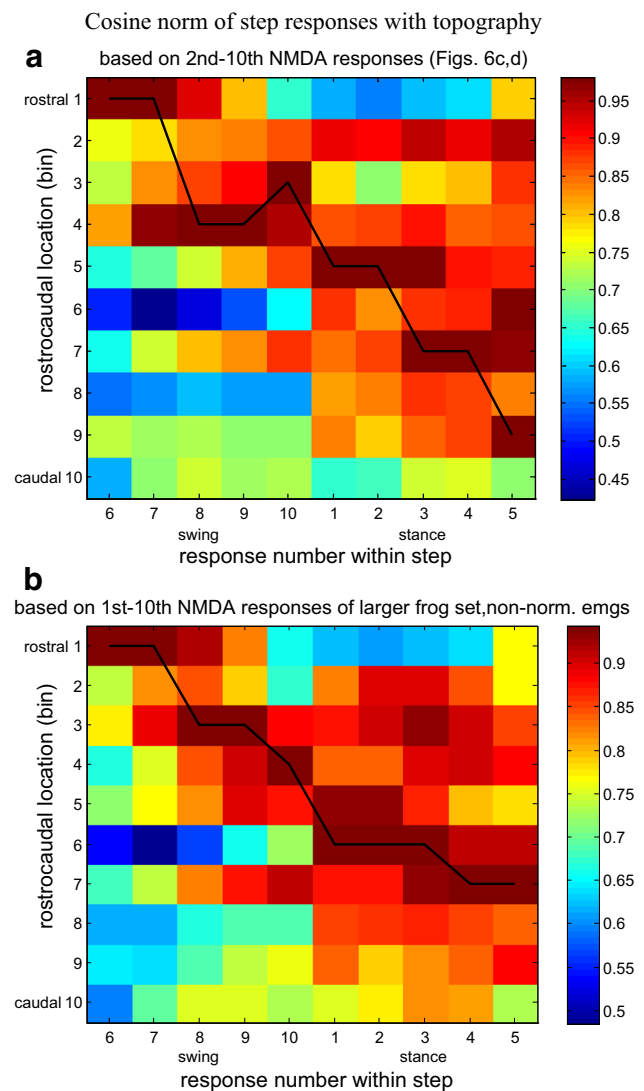 Cosine norm of step responses with topography
a
based on 2nd-10th NMDA responses (Figs. 6c,d)
rostral 1
2
3
4
5
6
7
8
9
caudal 10
rostrocaudal location (bin)
6 7 8 9 10 1 2 3 4 5
swing stance
response number within step
0.95
0.9
0.85
0.8
0.75
0.7
0.65
0.6
0.55
0.5
0.45
b
based on 1st-10th NMDA responses of larger frog set,non-norm. emgs
rostral 1
2
3
4
5
6
7
8
9
caudal 10
rostrocaudal location (bin)
6 7 8 9 10 1 2 3 4 5
swing stance
response number within step
0.9
0.85
0.8
0.75
0.7
0.65
0.6
0.55
0.5